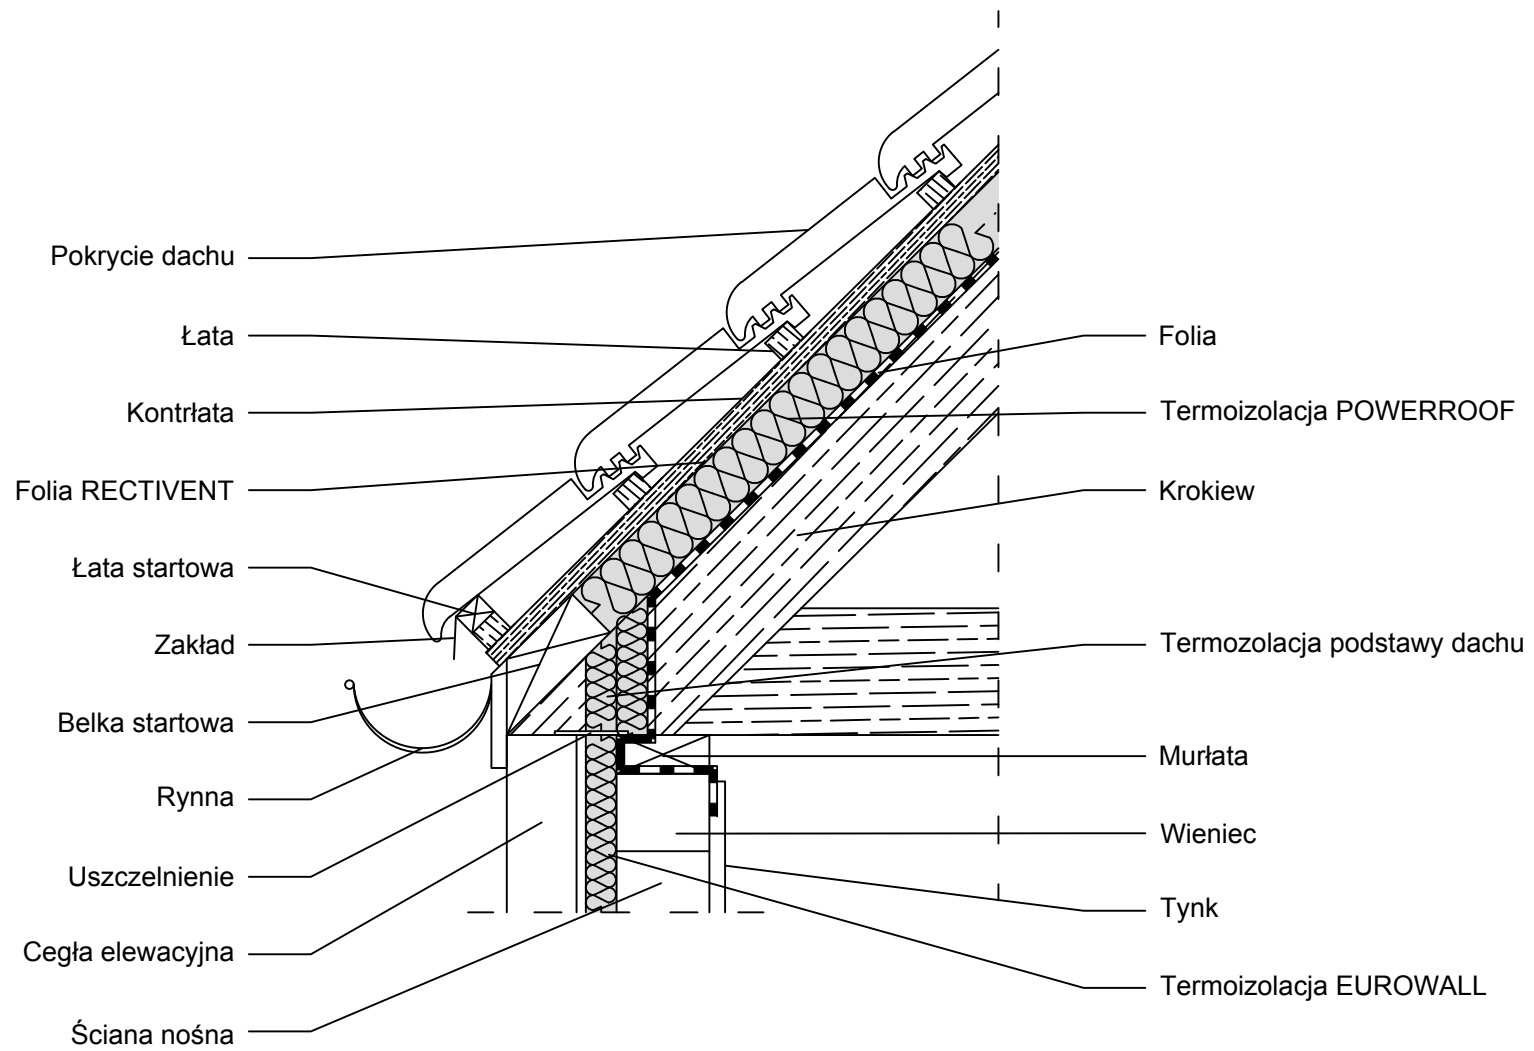 Pokrycie dachu
Łata
Kontrłata
Folia RECTIVENT
Łata startowa
Zakład
Belka startowa
Rynna
Uszczelnienie
Cegła elewacyjna
Ściana nośna
Folia
Termoizolacja POWERROOF
Krokiew
Termozolacja podstawy dachu
Murłata
Wieniec
Tynk
Termoizolacja EUROWALL